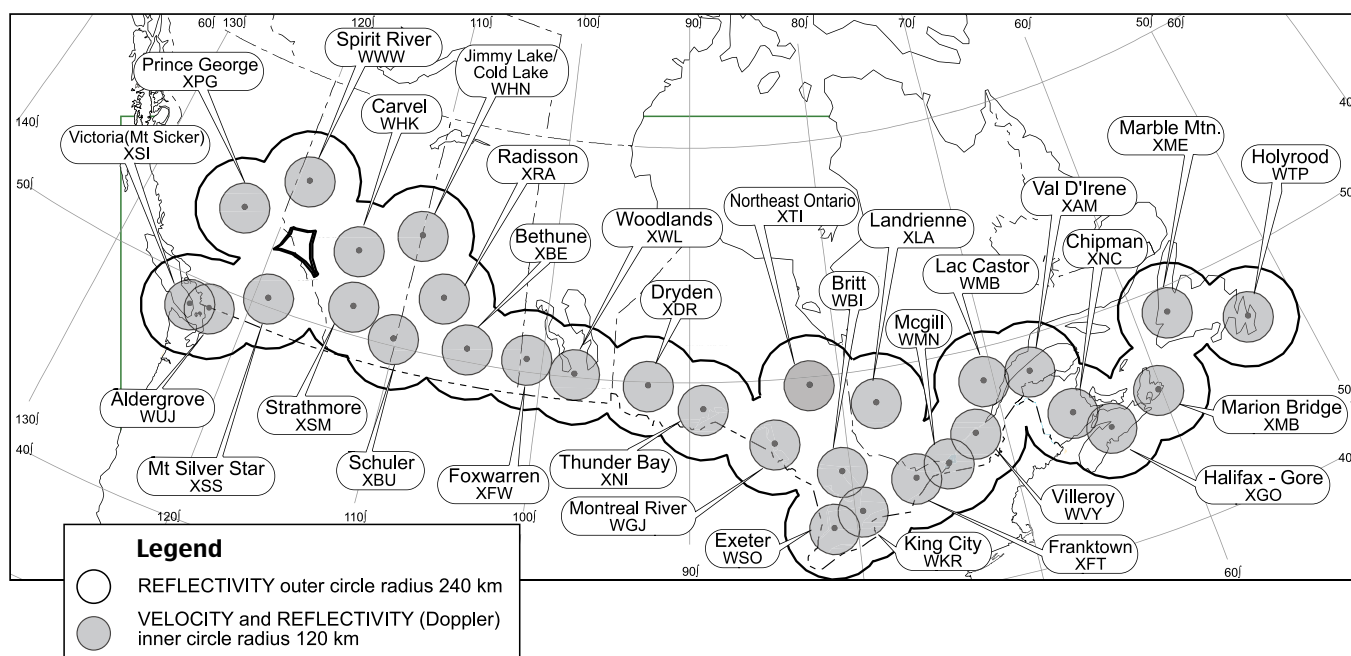 60∫
130∫
120∫
110∫
100∫
90∫
80∫
70∫
60∫
50∫
60∫
Spirit River
WWW
Jimmy Lake/
Cold Lake
WHN
Prince George
XPG
Carvel
WHK
40∫
140∫
Victoria(Mt Sicker)
XSI
Radisson
XRA
Marble Mtn.
XME
Holyrood
WTP
50∫
Bethune
XBE
Woodlands
XWL
Northeast Ontario
XTI
Landrienne
XLA
Val D'Irene
XAM
50∫
Chipman
XNC
Dryden
XDR
Britt
WBI
Lac Castor
WMB
Mcgill
WMN
Aldergrove
WUJ
Strathmore
XSM
50∫
130∫
Marion Bridge
XMB
40∫
Mt Silver Star
XSS
Schuler
XBU
Foxwarren
XFW
Thunder Bay
XNI
Montreal River
WGJ
Villeroy
WVY
Halifax - Gore
XGO
40∫
120∫
110∫
100∫
Exeter
WSO
King City
WKR
Franktown
XFT
90∫
60∫
Legend
REFLECTIVITY outer circle radius 240 km
VELOCITY and REFLECTIVITY (Doppler)
inner circle radius 120 km